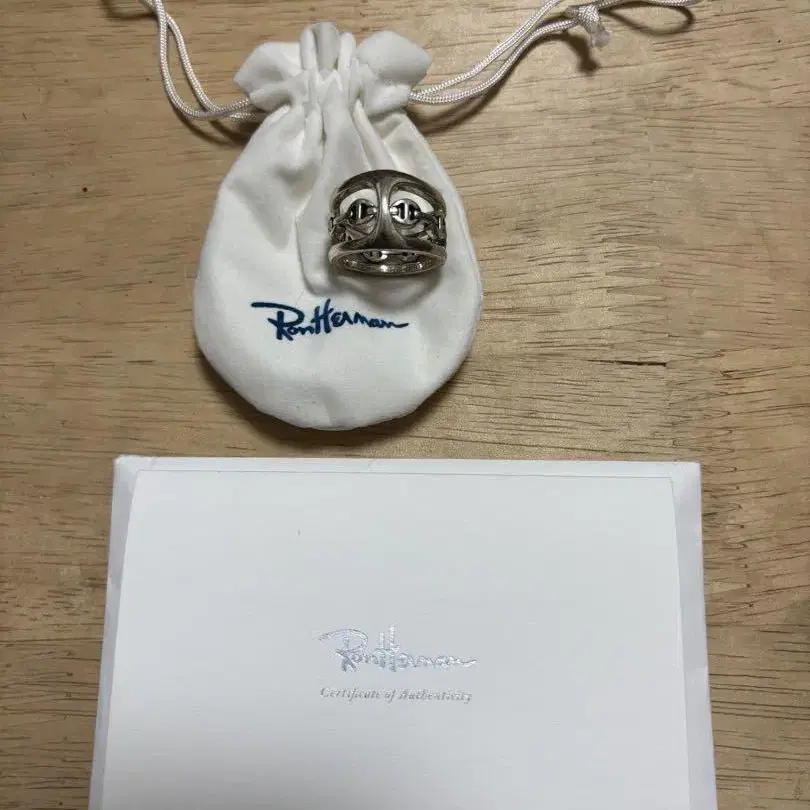 RonHerman
RonHerman
Certificate of Authenticity